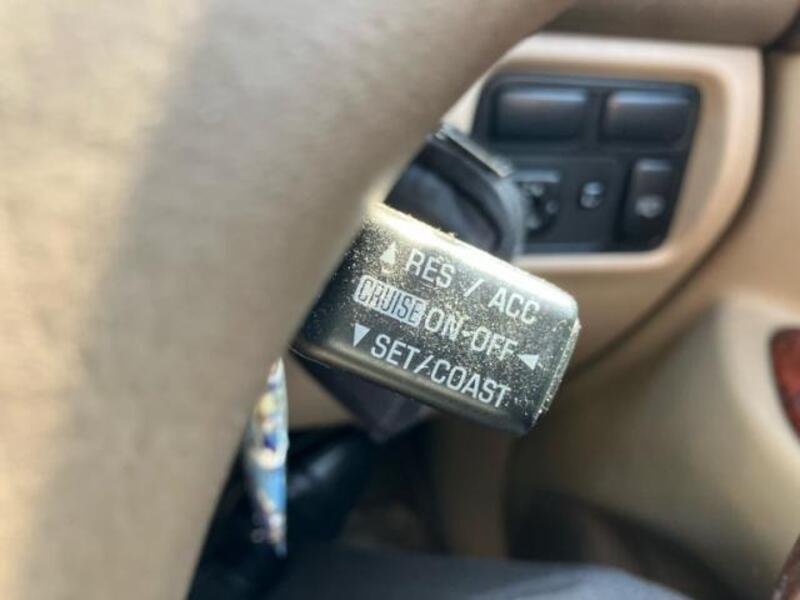 ▲ RES / ACC
CRUISE ON-OFF ◀
▼ SET/COAST